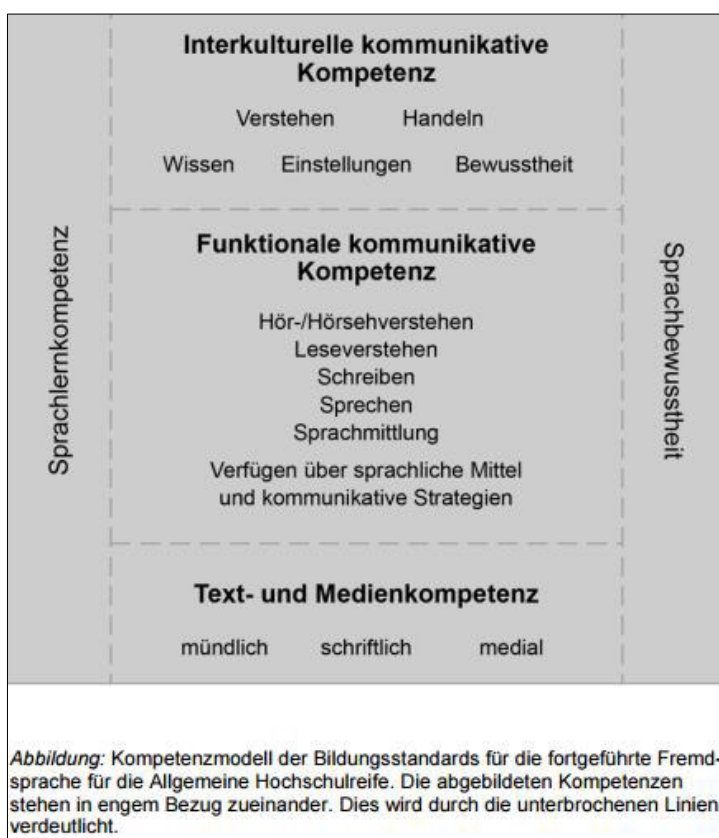 Interkulturelle kommunikative
Kompetenz
Verstehen Handeln
Wissen Einstellungen Bewusstheit
Sprachlernkompetenz
Funktionale kommunikative
Kompetenz
Hör-/Hörsehverstehen
Leseverstehen
Schreiben
Sprechen
Sprachmittlung
Verfügen über sprachliche Mittel
und kommunikative Strategien
Sprachbewusstheit
Text- und Medienkompetenz
mündlich schriftlich medial
Abbildung: Kompetenzmodell der Bildungsstandards für die fortgeführte Fremd-
sprache für die Allgemeine Hochschulreife. Die abgebildeten Kompetenzen
stehen in engem Bezug zueinander. Dies wird durch die unterbrochenen Linien
verdeutlicht.